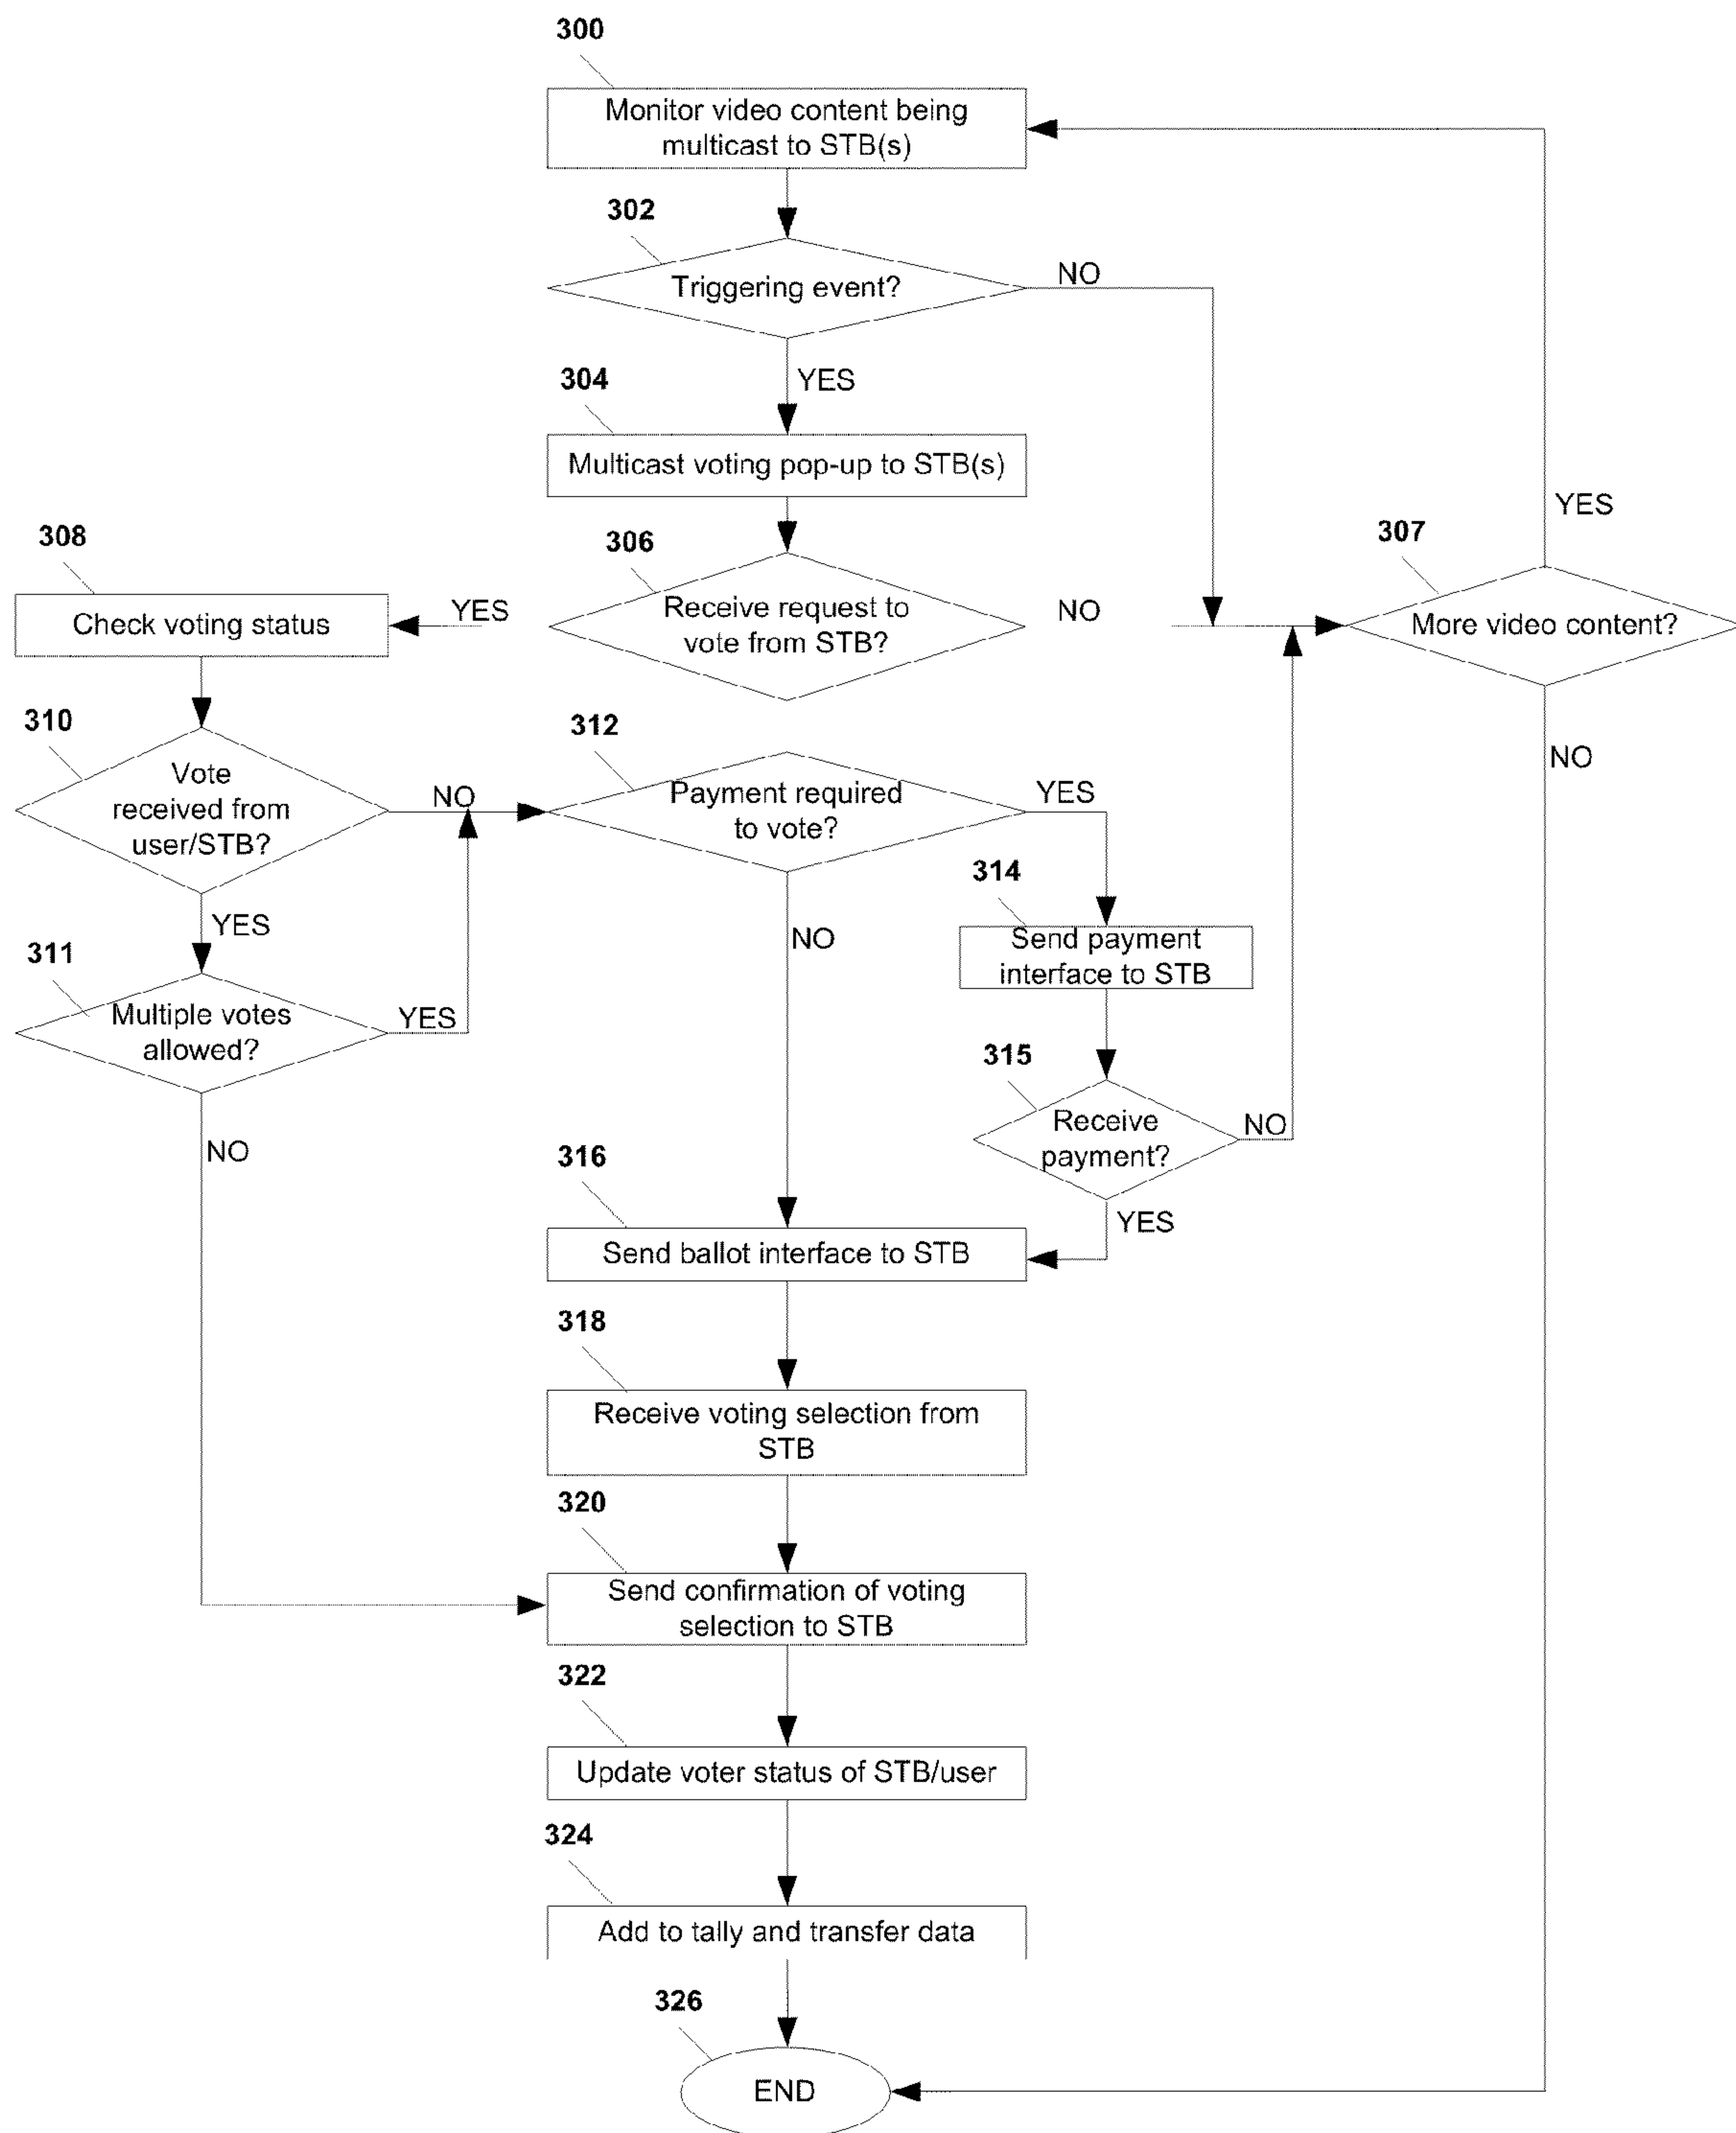 300
Monitor video content being
multicast to STB(s)
302
Triggering event?
NO
YES
304
Multicast voting pop-up to STB(s)
YES
308
306
307
Check voting status
YES
Receive request to
vote from STB?
NO
More video content?
310
312
NO
Vote
received from
user/STB?
NO
Payment required
to vote?
YES
314
YES
NO
Send payment
interface to STB
311
Multiple votes
allowed?
YES
315
Receive
payment?
NO
NO
316
YES
Send ballot interface to STB
318
Receive voting selection from
STB
320
Send confirmation of voting
selection to STB
322
Update voter status of STB/user
324
Add to tally and transfer data
326
END